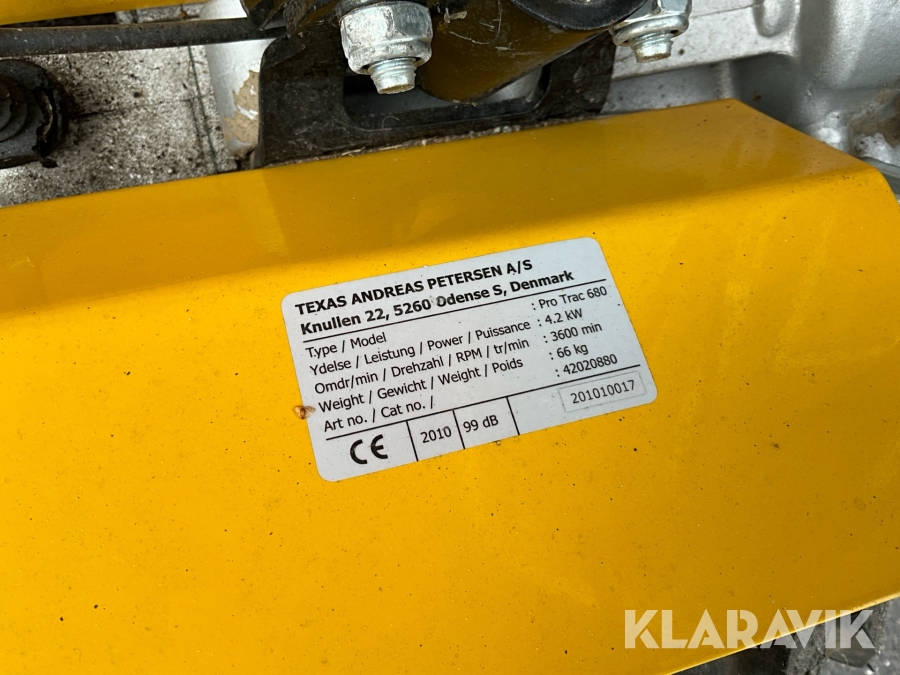 TEXAS ANDREAS PETERSEN A/S
Knullen 22, 5260 Odense S, Denmark
Type / Model : Pro Trac 680
Ydelse / Leistung / Power / Puissance : 4.2 kW
Omdr/min / Drehzahl / RPM / tr/min : 3600 min
Weight / Gewicht / Weight / Poids : 66 kg
Art no. / Cat no. / : 42020880
CE 2010 99 dB 201010017
KLARAVIK